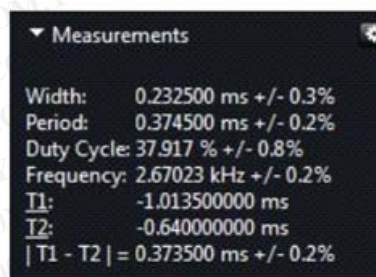 Measurements
Width: 0.232500 ms +/- 0.3%
Period: 0.374500 ms +/- 0.2%
Duty Cycle: 37.917 % +/- 0.8%
Frequency: 2.67023 kHz +/- 0.2%
T1: -1.013500000 ms
T2: -0.640000000 ms
| T1 - T2 | = 0.373500 ms +/- 0.2%